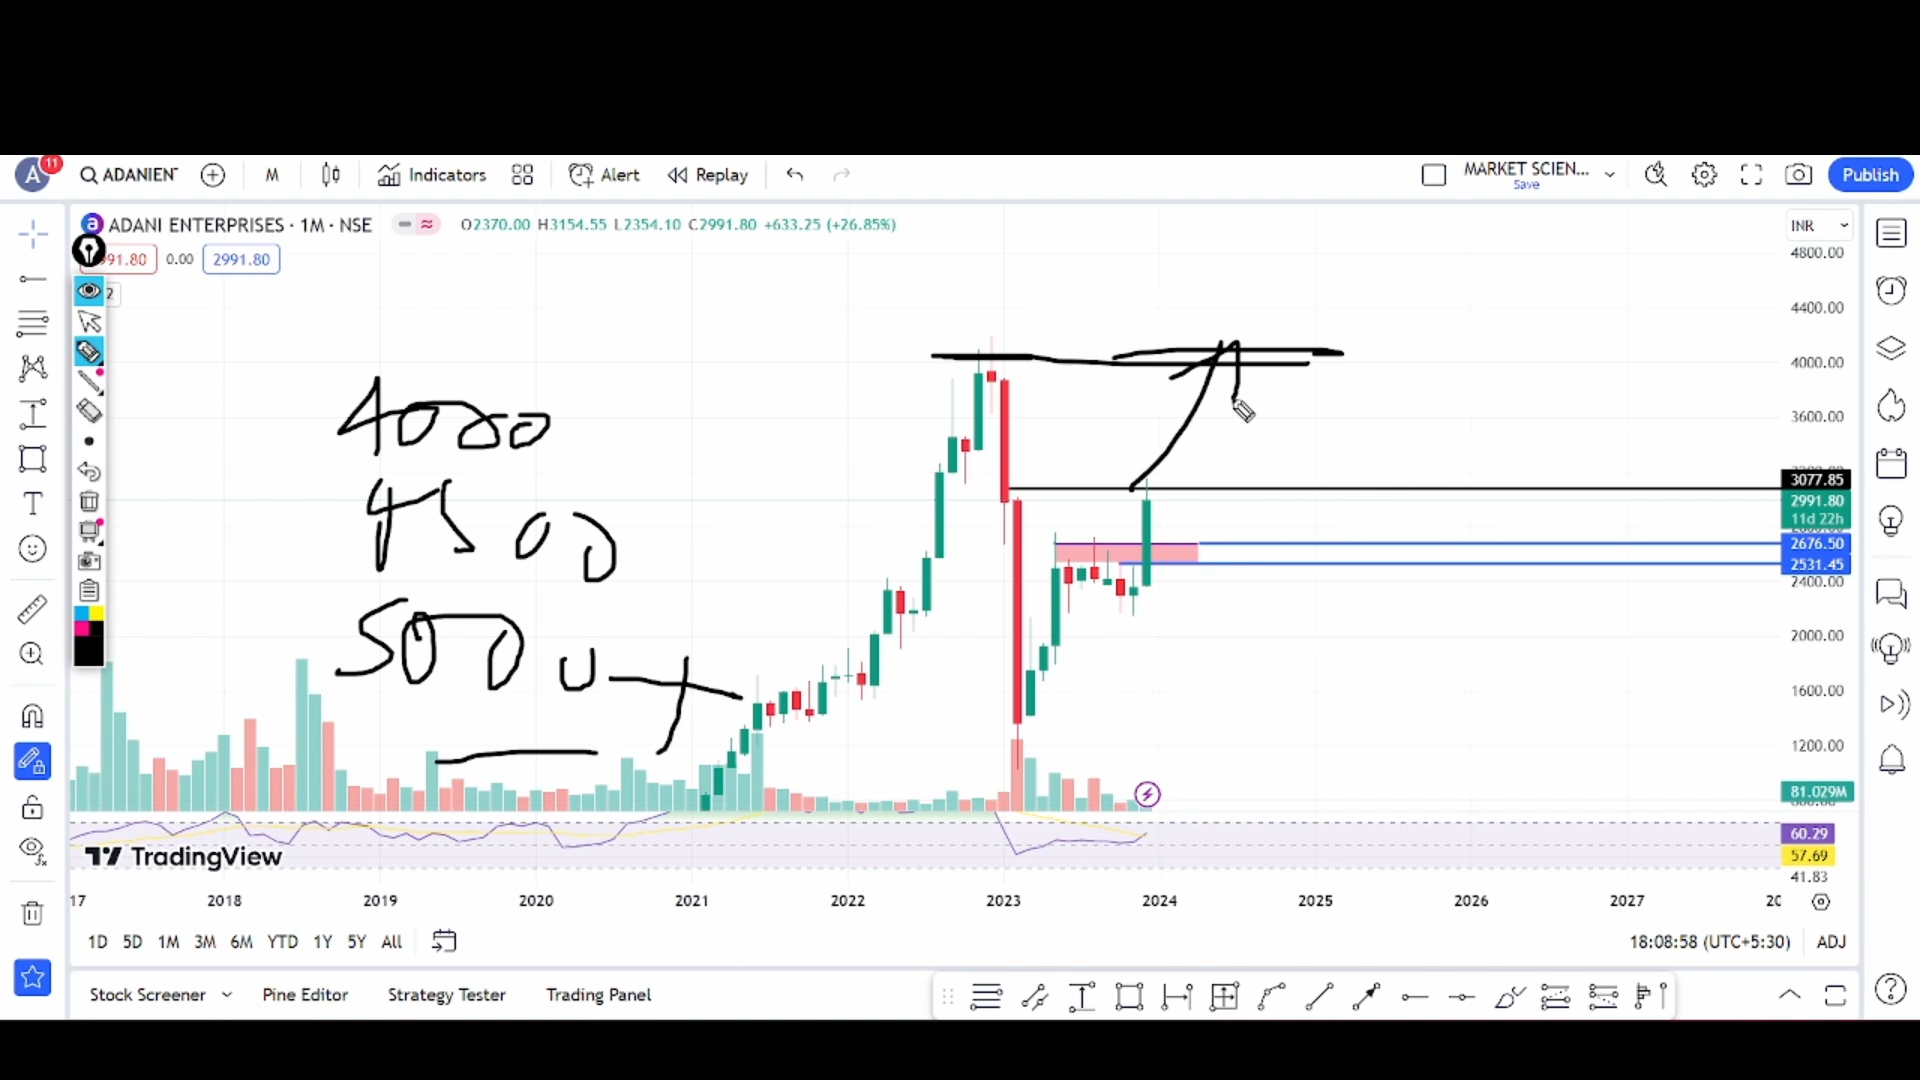 A 11 ADANIENT M Indicators Alert Replay MARKET SCIEN... Save Publish
ADANI ENTERPRISES · 1M · NSE O2370.00 H3154.55 L2354.10 C2991.80 +633.25 (+26.85%) INR
991.80 0.00 2991.80
2
4800.00
4400.00
4000.00
3600.00
3077.85
2991.80
11d 22h
2676.50
2531.45
2400.00
2000.00
1600.00
1200.00
81.029M
60.29
57.69
41.83
4000
4500
5000
T
TradingView
17 2018 2019 2020 2021 2022 2023 2024 2025 2026 2027
1D 5D 1M 3M 6M YTD 1Y 5Y All 18:08:58 (UTC+5:30) ADJ
Stock Screener Pine Editor Strategy Tester Trading Panel